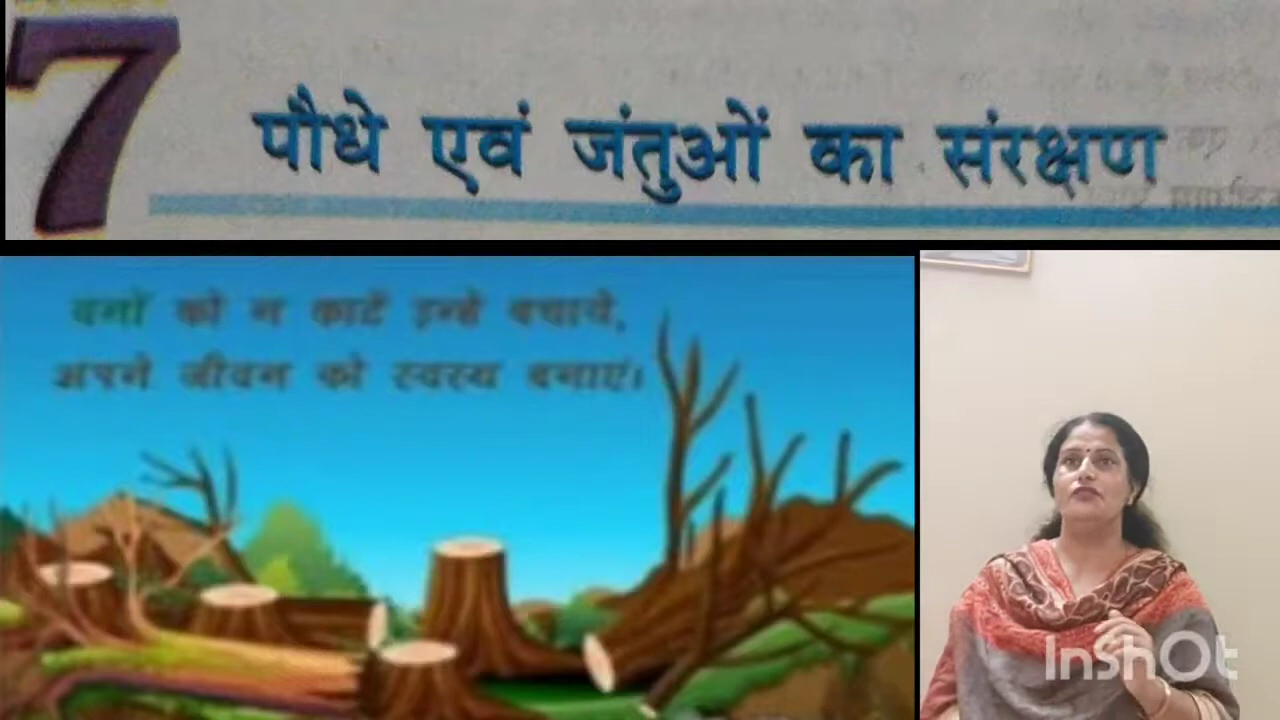 7
पौधे एवं जंतुओं का संरक्षण
वनों को न काटें इन्हे बचाये,
अपने जीवन को स्वस्थ बनाएं।
InShOt